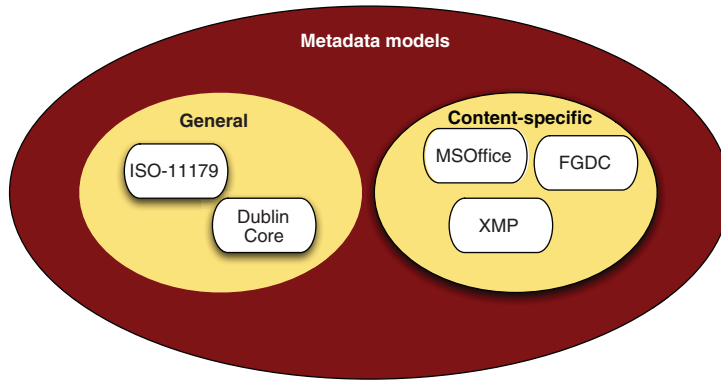 Metadata models
General
ISO-11179
Dublin
Core
Content-specific
MSOffice
FGDC
XMP